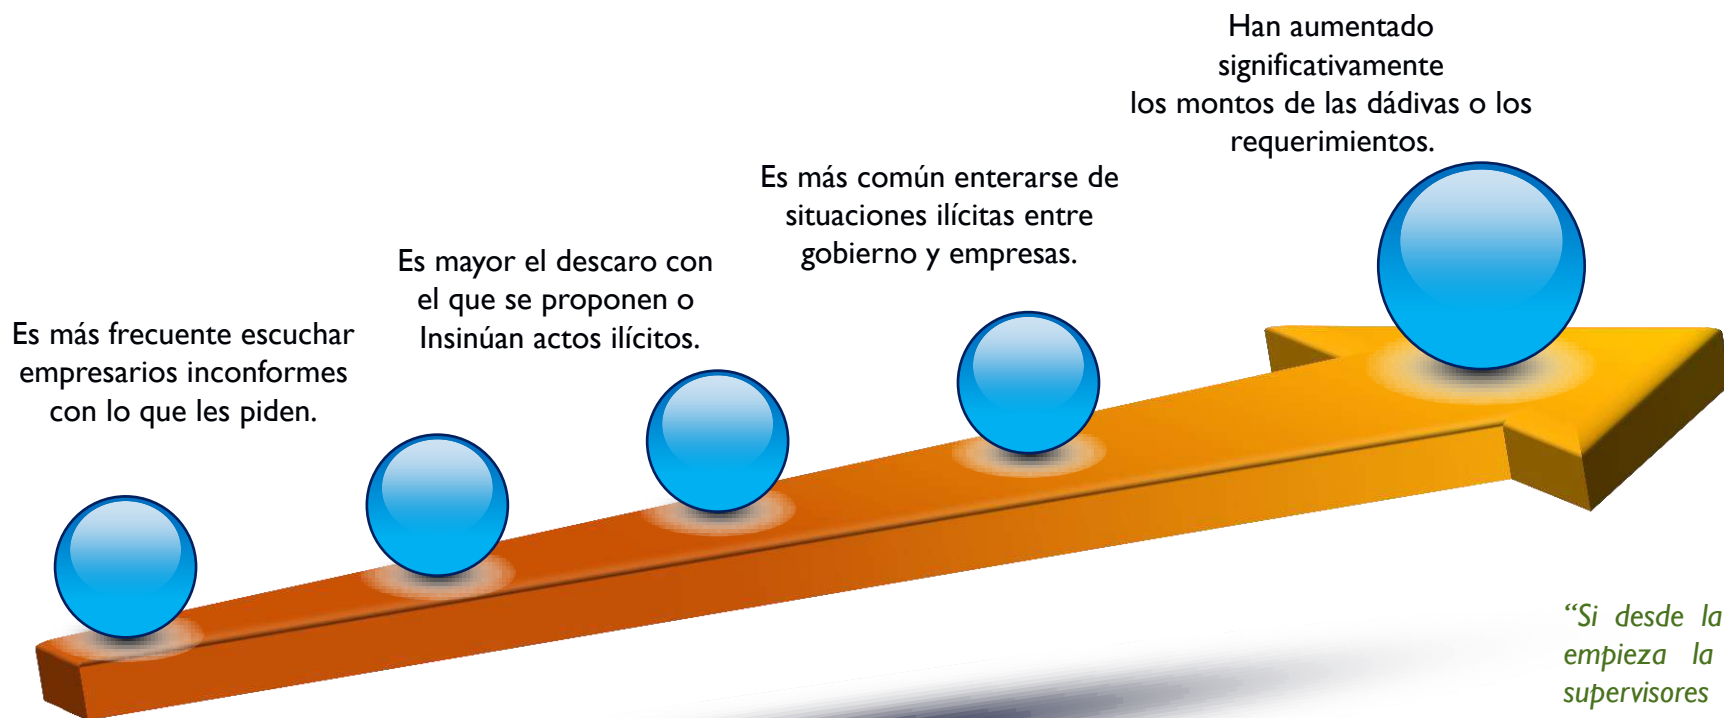 Es más frecuente escuchar
empresarios inconformes
con lo que les piden.
Es mayor el descaro con
el que se proponen o
Insinúan actos ilícitos.
Es más común enterarse de
situaciones ilícitas entre
gobierno y empresas.
Han aumentado
significativamente
los montos de las dádivas o los
requerimientos.
“Si desde la
empieza la
supervisores